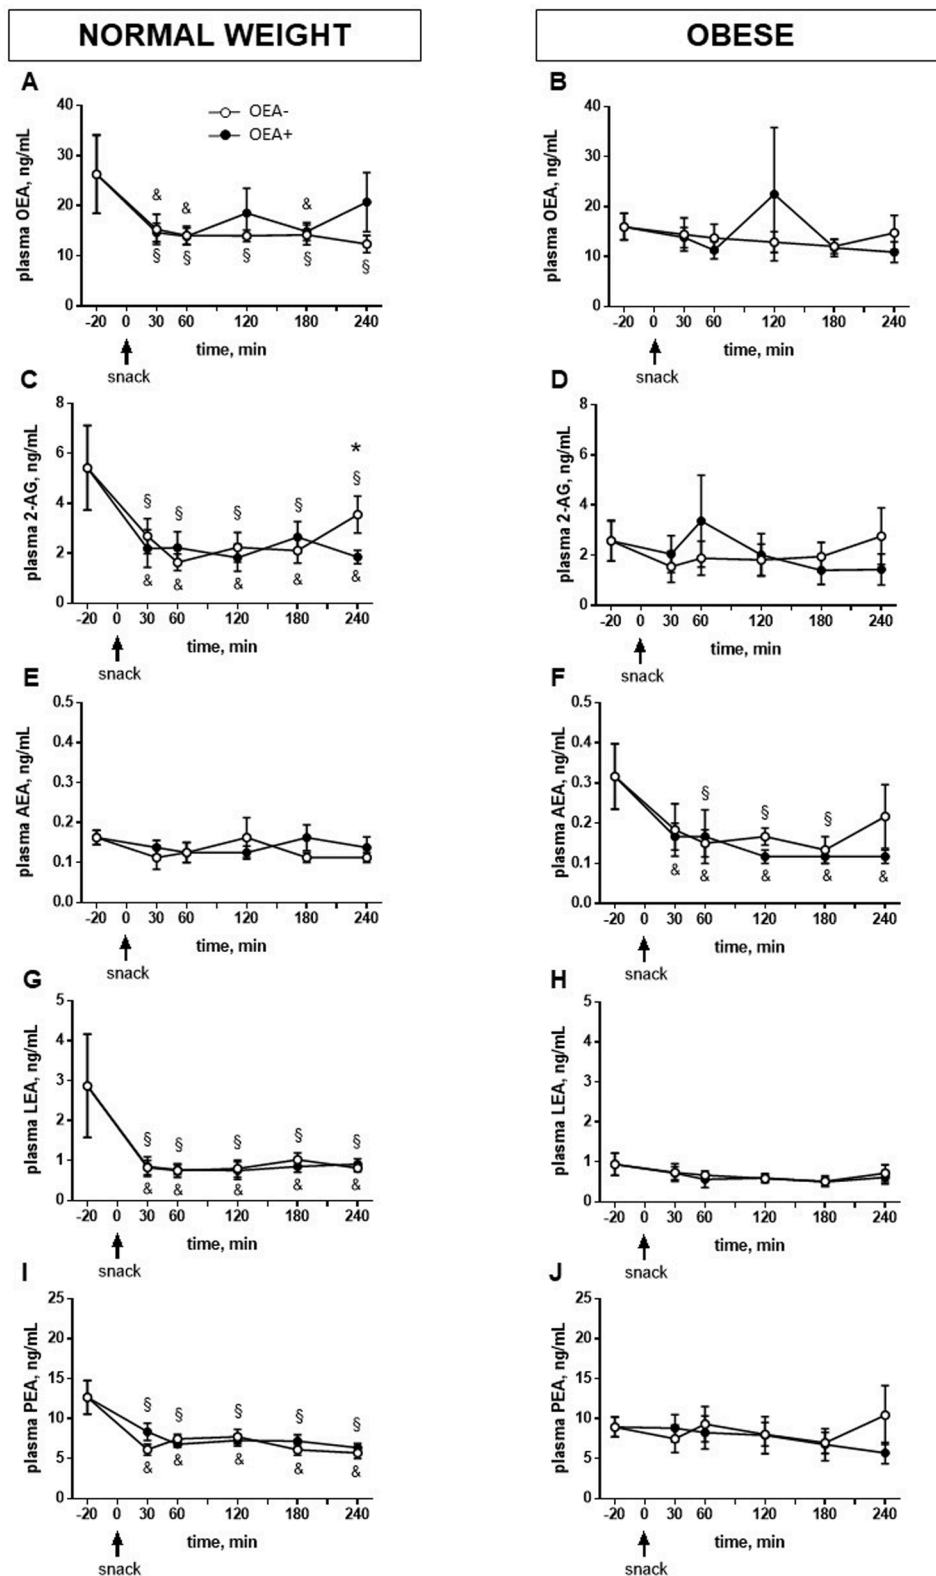 NORMAL WEIGHT
OBESE
A
OEA-
OEA+
plasma OEA, ng/mL
40
30
20
10
0
& & &
§ § § § §
-20 0 30 60 120 180 240
time, min
snack
B
plasma OEA, ng/mL
40
30
20
10
0
-20 0 30 60 120 180 240
time, min
snack
C
plasma 2-AG, ng/mL
8
6
4
2
0
*
§ § § § §
& & & & &
-20 0 30 60 120 180 240
time, min
snack
D
plasma 2-AG, ng/mL
8
6
4
2
0
-20 0 30 60 120 180 240
time, min
snack
E
plasma AEA, ng/mL
0.5
0.4
0.3
0.2
0.1
0.0
-20 0 30 60 120 180 240
time, min
snack
F
plasma AEA, ng/mL
0.5
0.4
0.3
0.2
0.1
0.0
§ § §
& & & & &
-20 0 30 60 120 180 240
time, min
snack
G
plasma LEA, ng/mL
5
4
3
2
1
0
§ § § § §
& & & & &
-20 0 30 60 120 180 240
time, min
snack
H
plasma LEA, ng/mL
5
4
3
2
1
0
-20 0 30 60 120 180 240
time, min
snack
I
plasma PEA, ng/mL
25
20
15
10
5
0
§ § § § §
& & & & &
-20 0 30 60 120 180 240
time, min
snack
J
plasma PEA, ng/mL
25
20
15
10
5
0
-20 0 30 60 120 180 240
time, min
snack